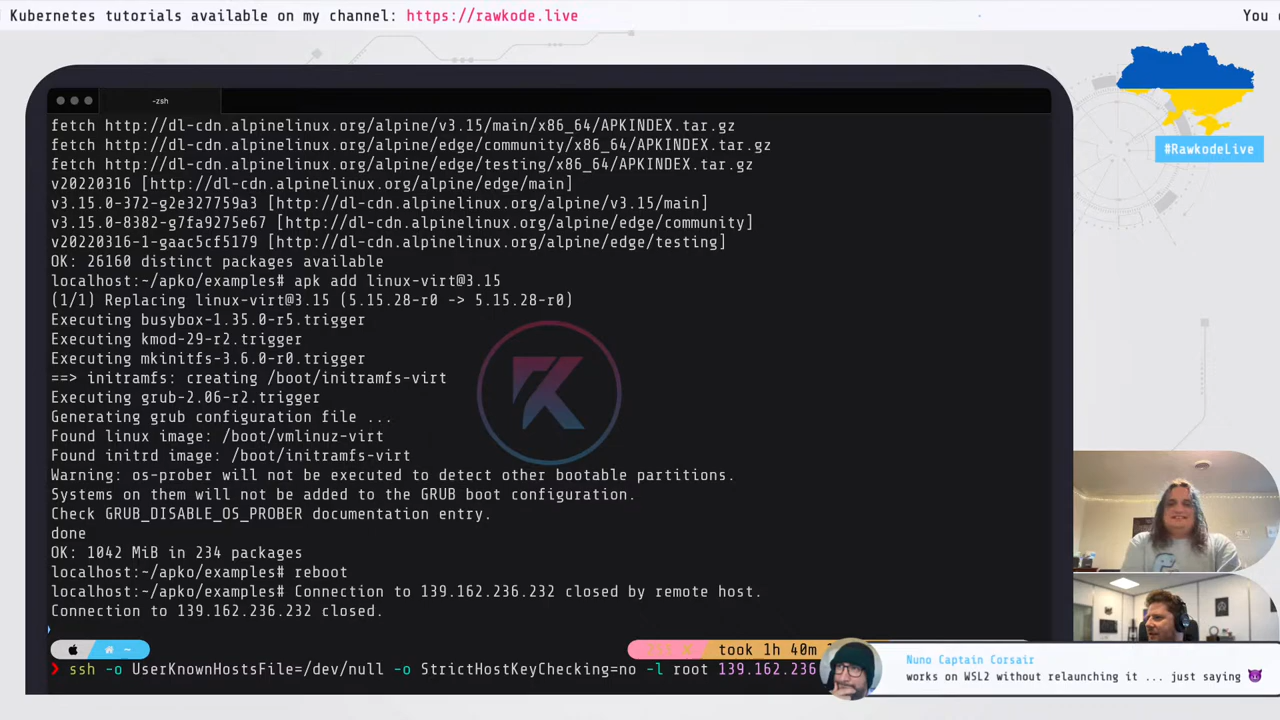 Kubernetes tutorials available on my channel: https://rawkode.live
You
#RawkodeLive
-zsh
fetch http://dl-cdn.alpinelinux.org/alpine/v3.15/main/x86_64/APKINDEX.tar.gz
fetch http://dl-cdn.alpinelinux.org/alpine/edge/community/x86_64/APKINDEX.tar.gz
fetch http://dl-cdn.alpinelinux.org/alpine/edge/testing/x86_64/APKINDEX.tar.gz
v20220316 [http://dl-cdn.alpinelinux.org/alpine/edge/main]
v3.15.0-372-g2e327759a3 [http://dl-cdn.alpinelinux.org/alpine/v3.15/main]
v3.15.0-8382-g7fa9275e67 [http://dl-cdn.alpinelinux.org/alpine/edge/community]
v20220316-1-gaac5cf5179 [http://dl-cdn.alpinelinux.org/alpine/edge/testing]
OK: 26160 distinct packages available
localhost:~/apko/examples# apk add linux-virt@3.15
(1/1) Replacing linux-virt@3.15 (5.15.28-r0 -> 5.15.28-r0)
Executing busybox-1.35.0-r5.trigger
Executing kmod-29-r2.trigger
Executing mkinitfs-3.6.0-r0.trigger
==> initramfs: creating /boot/initramfs-virt
Executing grub-2.06-r2.trigger
Generating grub configuration file ...
Found linux image: /boot/vmlinuz-virt
Found initrd image: /boot/initramfs-virt
Warning: os-prober will not be executed to detect other bootable partitions.
Systems on them will not be added to the GRUB boot configuration.
Check GRUB_DISABLE_OS_PROBER documentation entry.
done
OK: 1042 MiB in 234 packages
localhost:~/apko/examples# reboot
localhost:~/apko/examples# Connection to 139.162.236.232 closed by remote host.
Connection to 139.162.236.232 closed.
~ took 1h 40m
❯ ssh -o UserKnownHostsFile=/dev/null -o StrictHostKeyChecking=no -l root 139.162.236
Nuno Captain Corsair
works on WSL2 without relaunching it ... just saying 😈